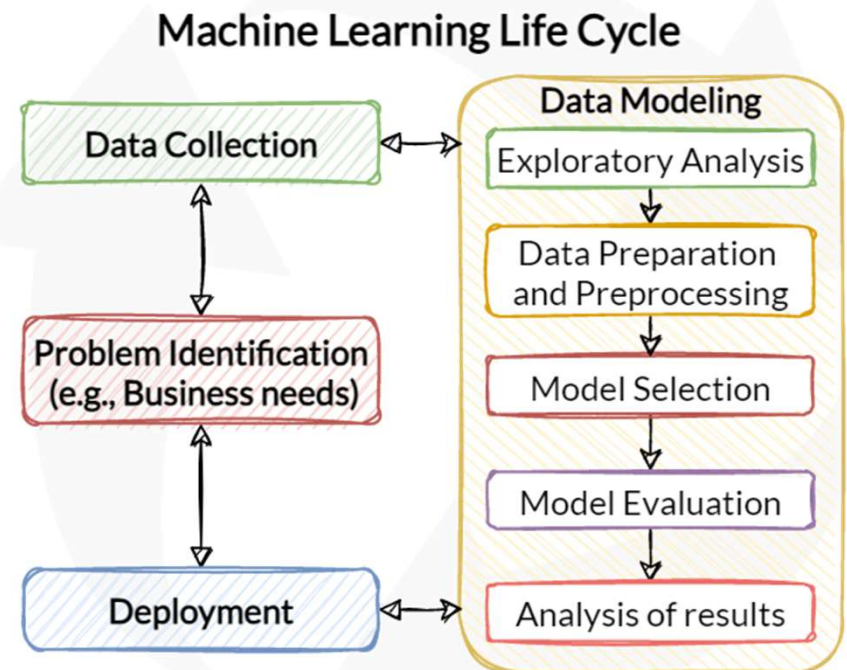 Machine Learning Life Cycle
Data Collection
Problem Identification
(e.g., Business needs)
Deployment
Data Modeling
Exploratory Analysis
Data Preparation
and Preprocessing
Model Selection
Model Evaluation
Analysis of results